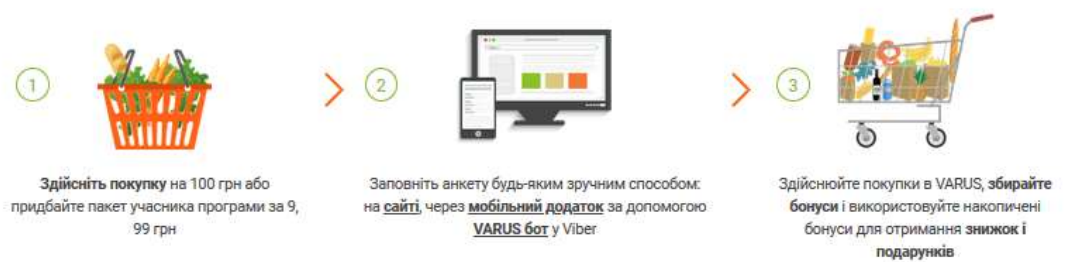 1
Здійсніть покупку на 100 грн або
придбайте пакет учасника програми за 9,
99 грн
2
Заповніть анкету будь-яким зручним способом:
на сайті, через мобільний додаток за допомогою
VARUS бот у Viber
3
Здійснюйте покупки в VARUS, збирайте
бонуси і використовуйте накопичені
бонуси для отримання знижок і
подарунків